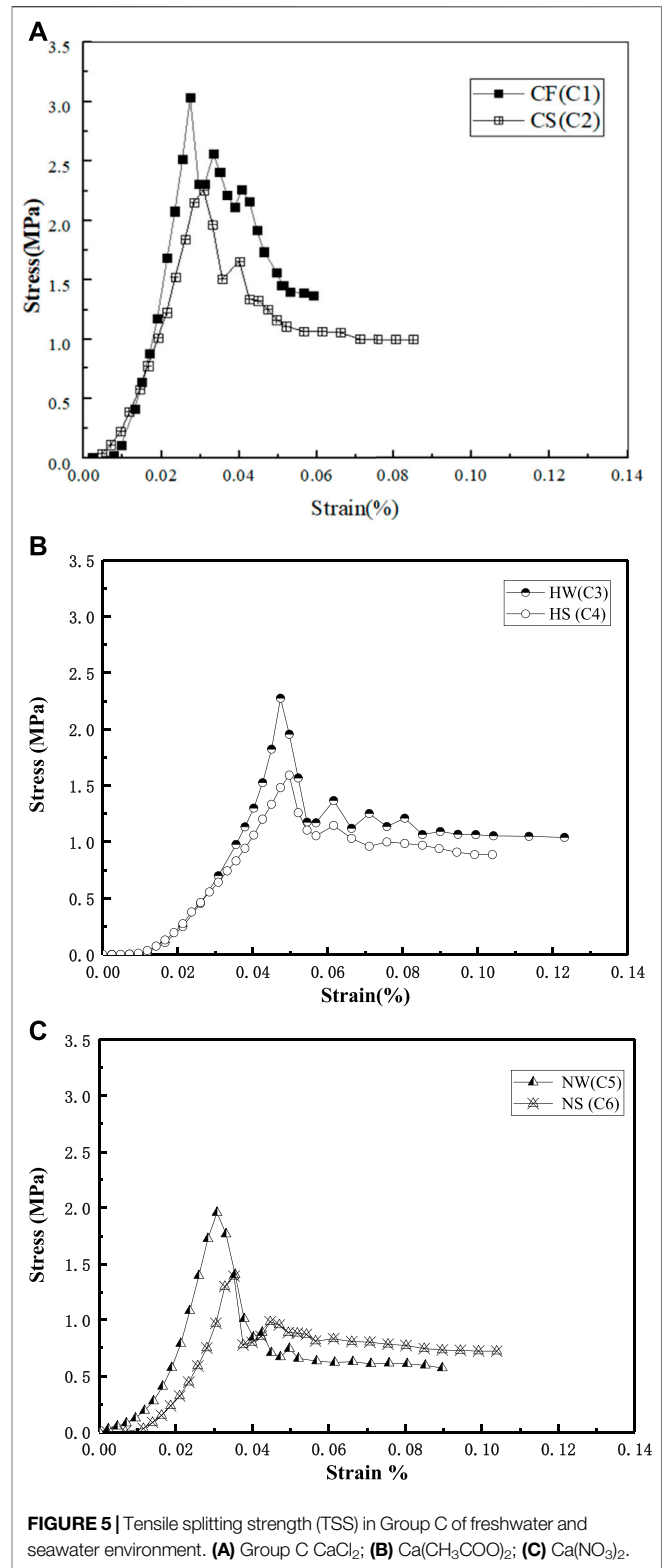 A
3.5
3.0
2.5
2.0
1.5
1.0
0.5
0.0
Stress(MPa)
CF(C1)
CS(C2)
0.00 0.02 0.04 0.06 0.08 0.10 0.12 0.14
Strain(%)
B
3.5
3.0
2.5
2.0
1.5
1.0
0.5
0.0
Stress (MPa)
HW(C3)
HS (C4)
0.00 0.02 0.04 0.06 0.08 0.10 0.12 0.14
Strain(%)
C
3.5
3.0
2.5
2.0
1.5
1.0
0.5
0.0
Stress (MPa)
NW(C5)
NS (C6)
0.00 0.02 0.04 0.06 0.08 0.10 0.12 0.14
Strain %
FIGURE 5 | Tensile splitting strength (TSS) in Group C of freshwater and
seawater environment. (A) Group C CaCl₂; (B) Ca(CH₃COO)₂; (C) Ca(NO₃)₂.